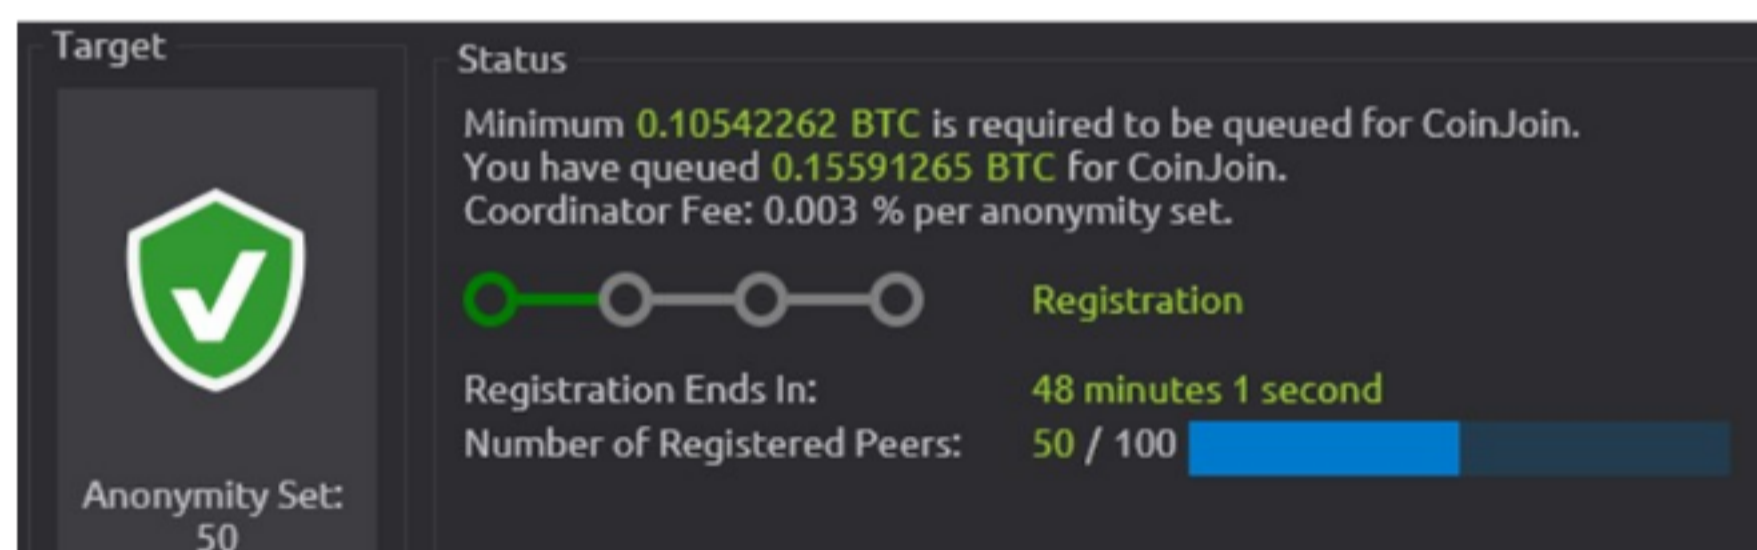 Target
Anonymity Set:
50
Status
Minimum 0.10542262 BTC is required to be queued for CoinJoin.
You have queued 0.15591265 BTC for CoinJoin.
Coordinator Fee: 0.003 % per anonymity set.
Registration
Registration Ends In: 48 minutes 1 second
Number of Registered Peers: 50 / 100